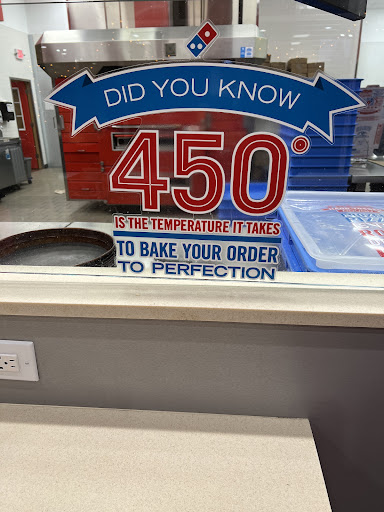 DID YOU KNOW
450°
IS THE TEMPERATURE IT TAKES
TO BAKE YOUR ORDER
TO PERFECTION